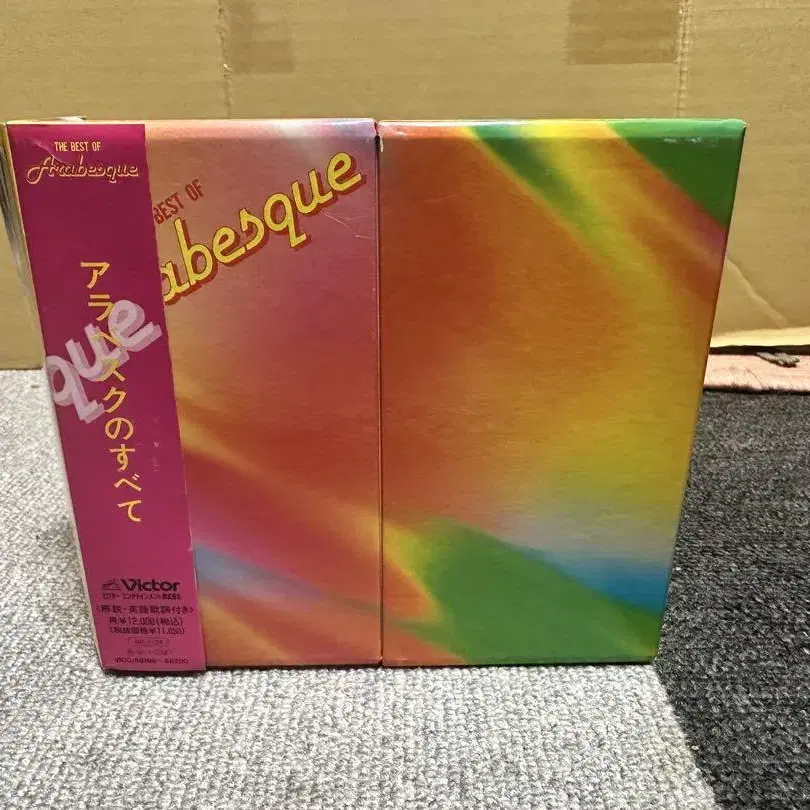 THE BEST OF
Arabesque
アラベスクのすべて
que
Victor
ビクター エンタテインメント株式会社
〈解説・英語歌詞付き〉
円¥12,000(税込)
(税抜価格¥11,650)
BEST OF
abesque